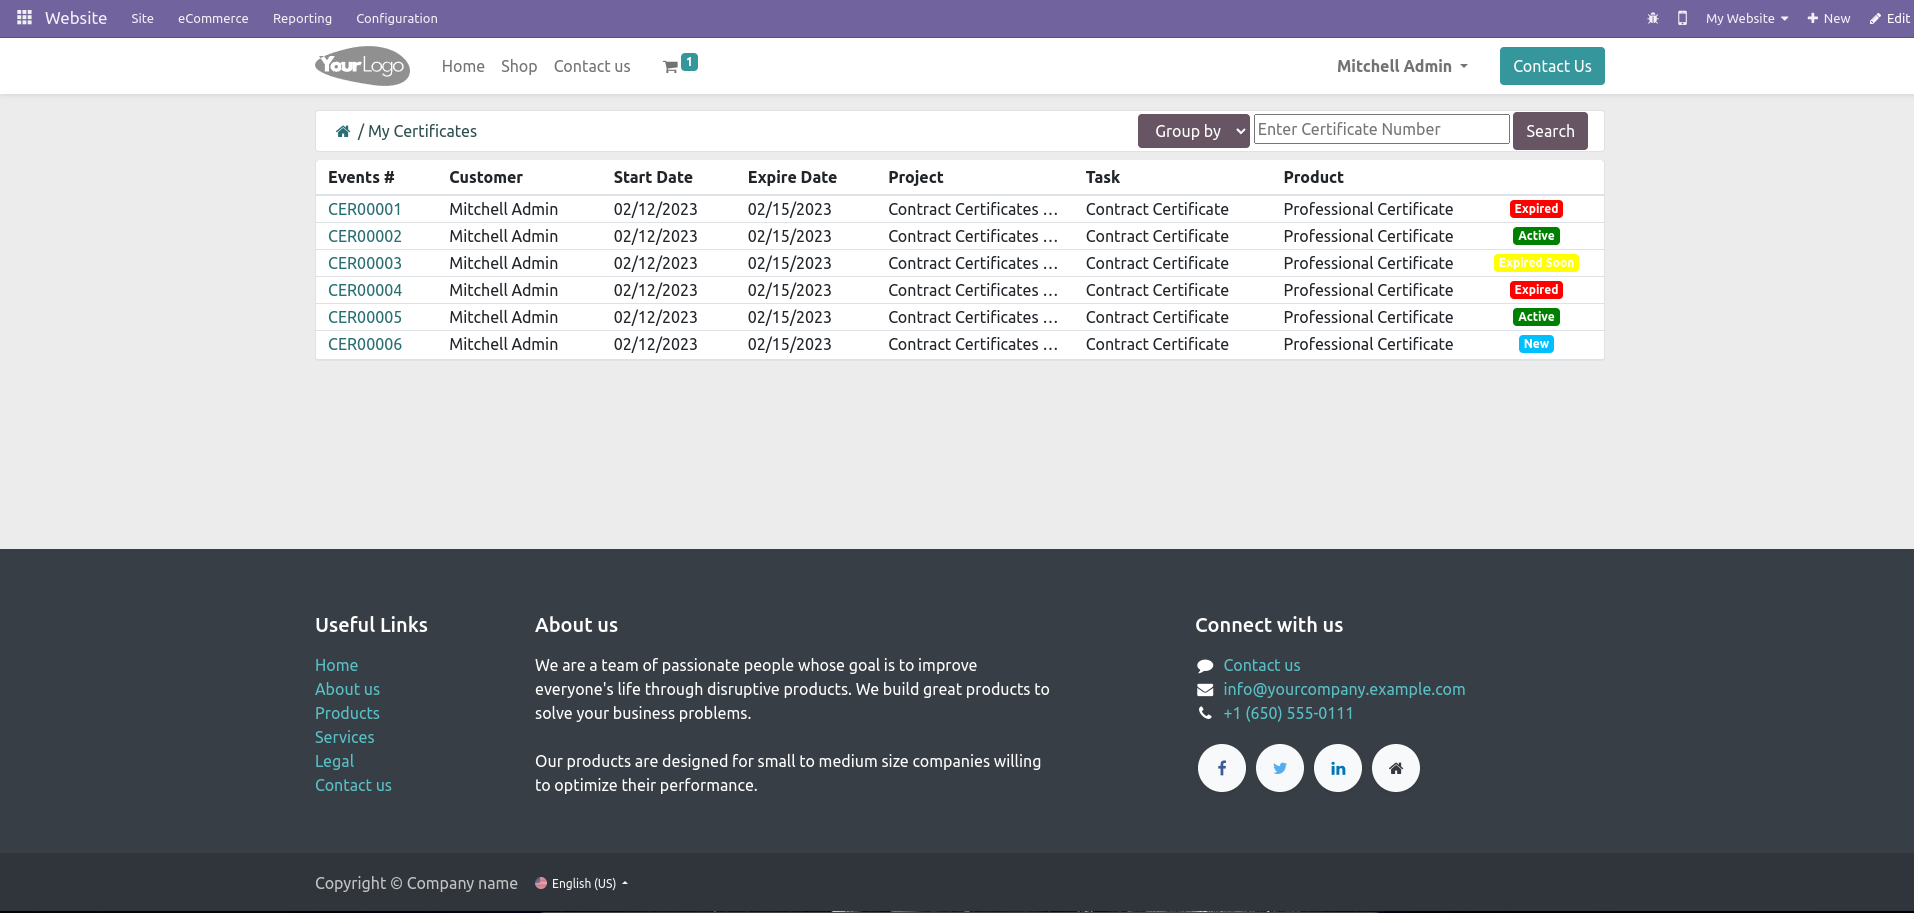 Website Site eCommerce Reporting Configuration My Website New Edit
YourLogo Home Shop Contact us 1 Mitchell Admin Contact Us
/ My Certificates Group by Enter Certificate Number Search
Events # Customer Start Date Expire Date Project Task Product
CER00001 Mitchell Admin 02/12/2023 02/15/2023 Contract Certificates ... Contract Certificate Professional Certificate Expired
CER00002 Mitchell Admin 02/12/2023 02/15/2023 Contract Certificates ... Contract Certificate Professional Certificate Active
CER00003 Mitchell Admin 02/12/2023 02/15/2023 Contract Certificates ... Contract Certificate Professional Certificate Expired Soon
CER00004 Mitchell Admin 02/12/2023 02/15/2023 Contract Certificates ... Contract Certificate Professional Certificate Expired
CER00005 Mitchell Admin 02/12/2023 02/15/2023 Contract Certificates ... Contract Certificate Professional Certificate Active
CER00006 Mitchell Admin 02/12/2023 02/15/2023 Contract Certificates ... Contract Certificate Professional Certificate New
Useful Links
Home
About us
Products
Services
Legal
Contact us
About us
We are a team of passionate people whose goal is to improve
everyone's life through disruptive products. We build great products to
solve your business problems.
Our products are designed for small to medium size companies willing
to optimize their performance.
Connect with us
Contact us
info@yourcompany.example.com
+1 (650) 555-0111
Copyright © Company name English (US)